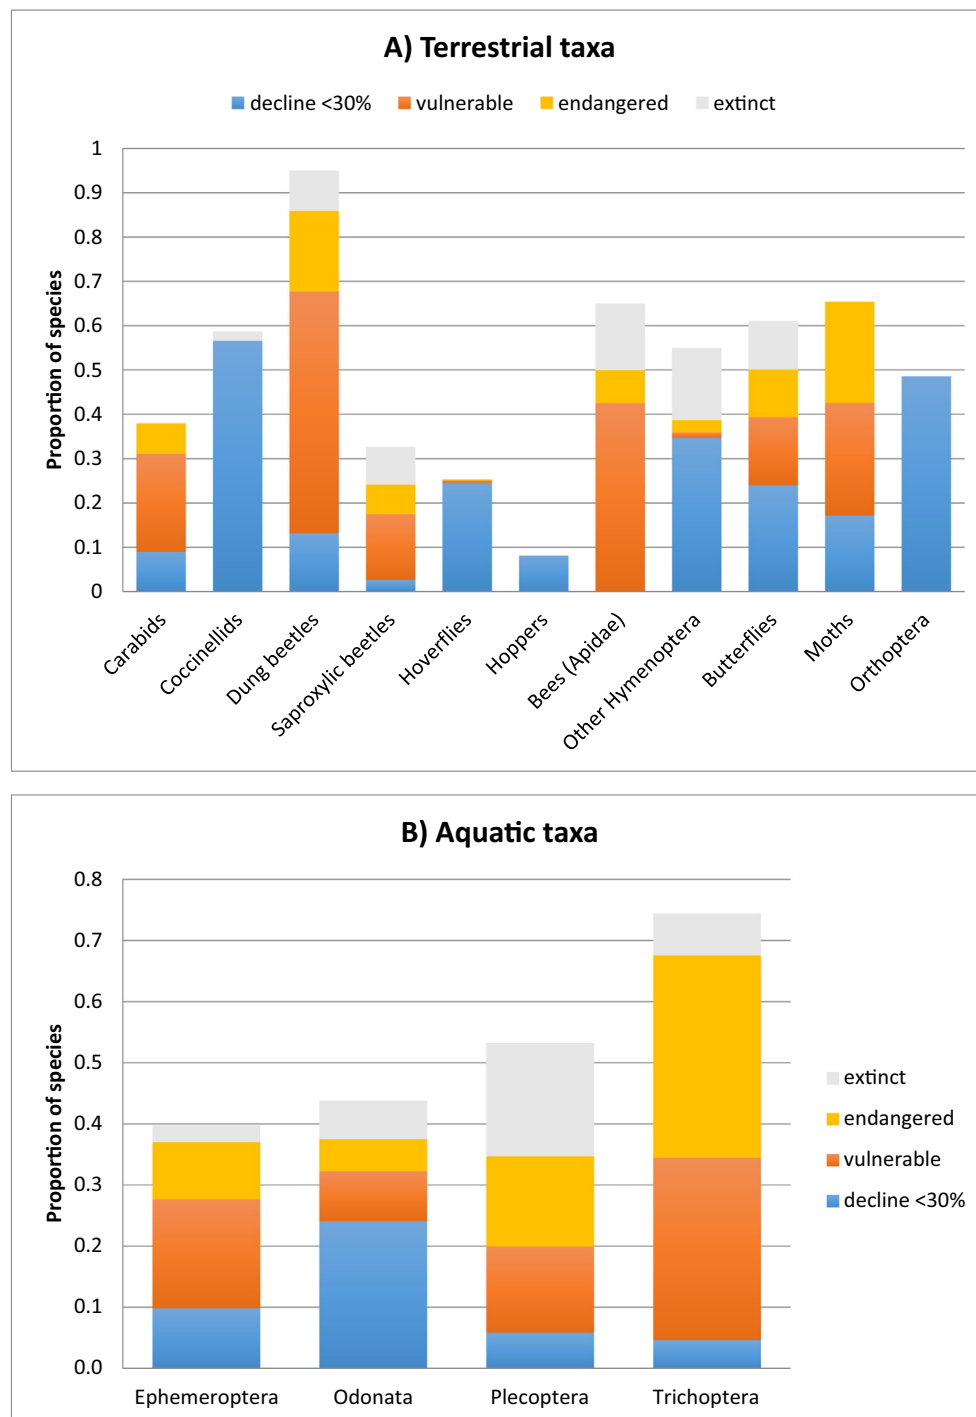 A) Terrestrial taxa
decline <30% vulnerable endangered extinct
Proportion of species
1
0.9
0.8
0.7
0.6
0.5
0.4
0.3
0.2
0.1
0
Carabids
Coccinellids
Dung beetles
Saproxylic beetles
Hoverflies
Hoppers
Bees (Apidae)
Other Hymenoptera
Butterflies
Moths
Orthoptera
B) Aquatic taxa
Proportion of species
0.8
0.7
0.6
0.5
0.4
0.3
0.2
0.1
0.0
Ephemeroptera Odonata Plecoptera Trichoptera
extinct
endangered
vulnerable
decline <30%